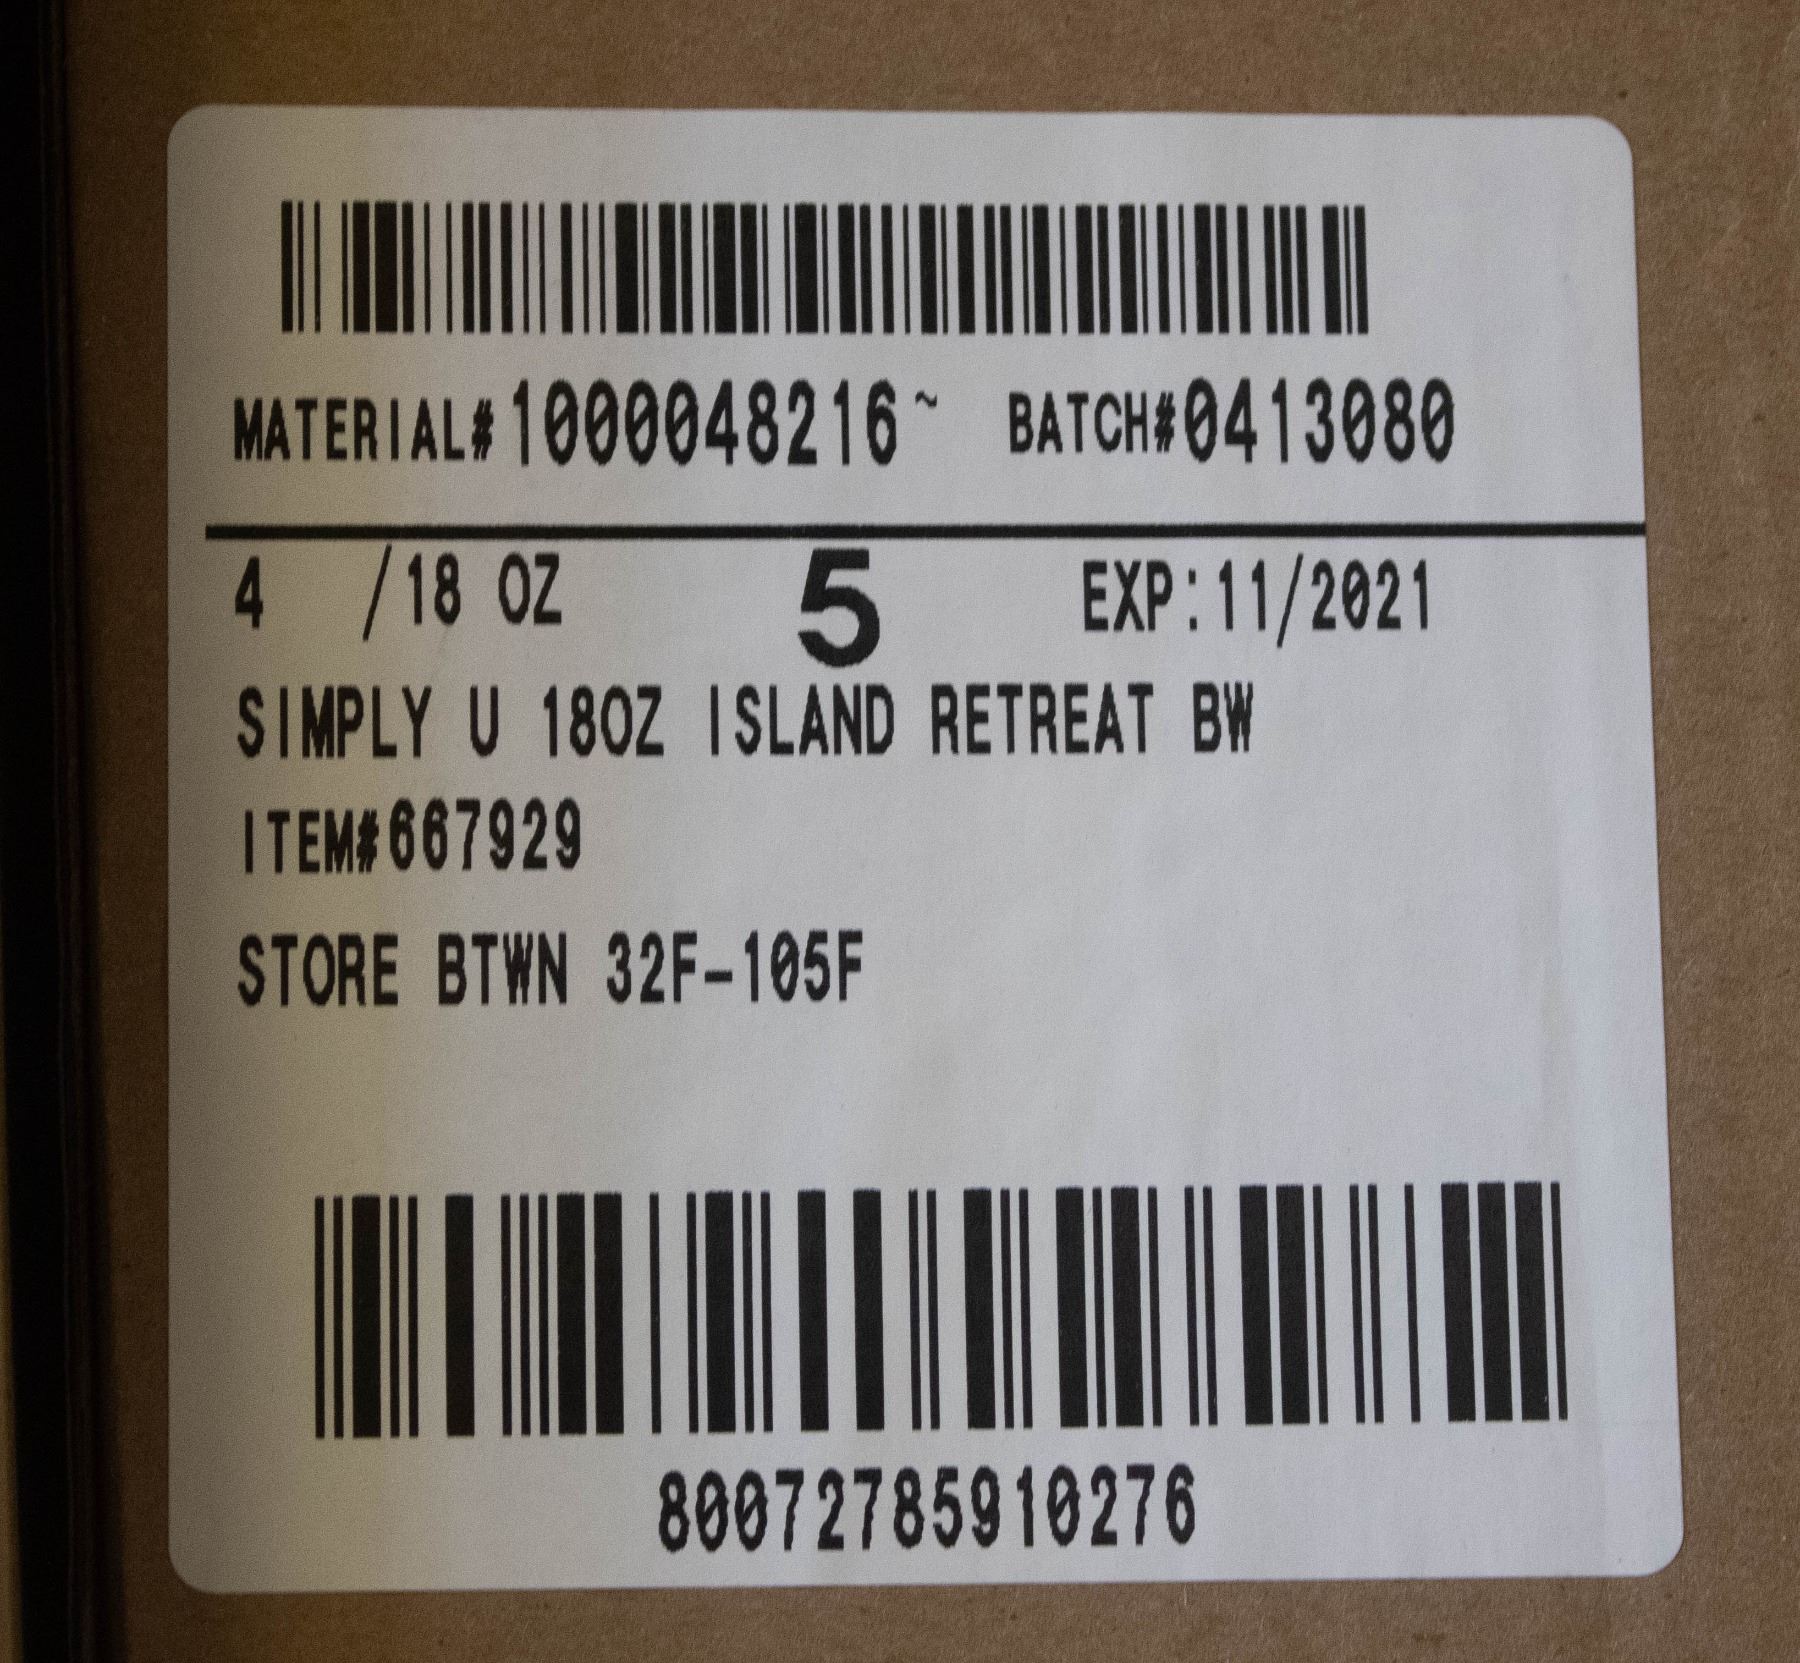 MATERIAL#1000048216~ BATCH#0413080
4 /18 OZ 5 EXP:11/2021
SIMPLY U 18OZ ISLAND RETREAT BW
ITEM#667929
STORE BTWN 32F-105F
80072785910276